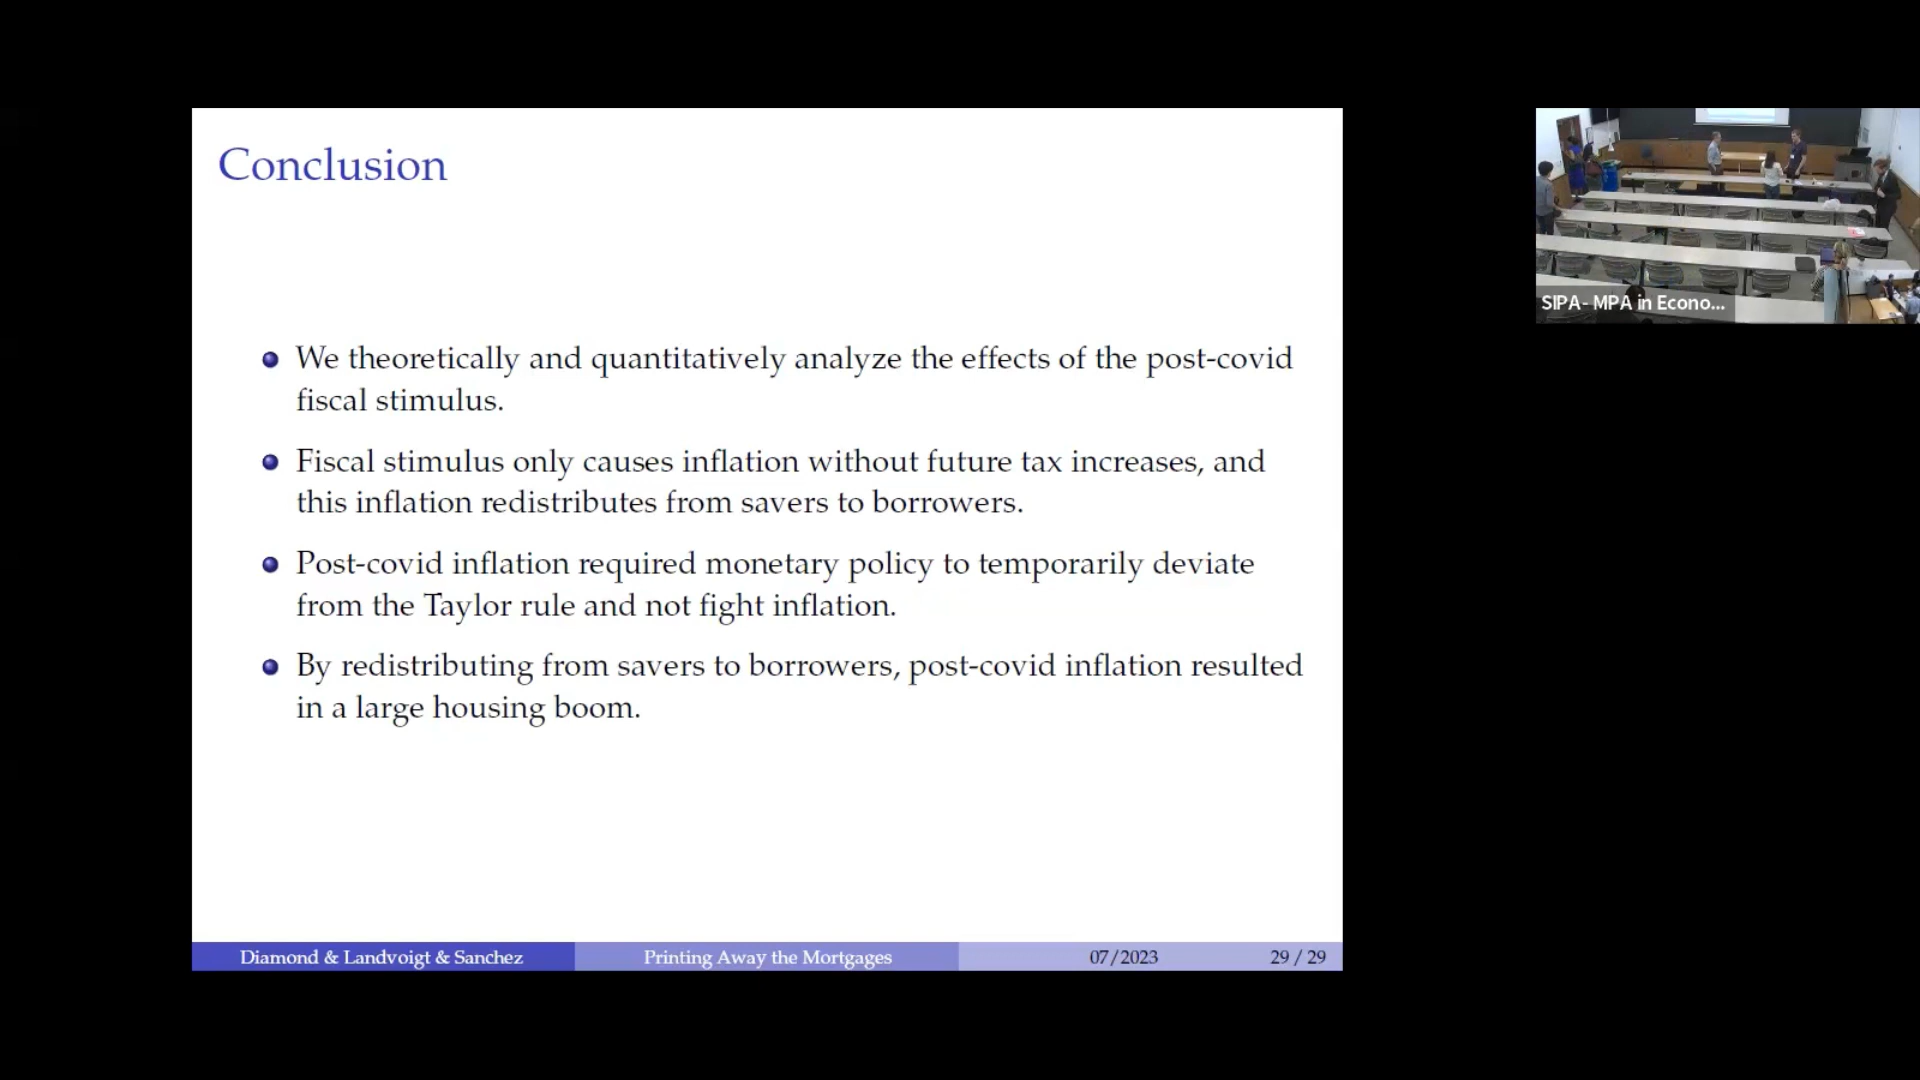 Conclusion
We theoretically and quantitatively analyze the effects of the post-covid
fiscal stimulus.
Fiscal stimulus only causes inflation without future tax increases, and
this inflation redistributes from savers to borrowers.
Post-covid inflation required monetary policy to temporarily deviate
from the Taylor rule and not fight inflation.
By redistributing from savers to borrowers, post-covid inflation resulted
in a large housing boom.
Diamond & Landvoigt & Sanchez
Printing Away the Mortgages
07/2023
29 / 29
SIPA- MPA in Econo...